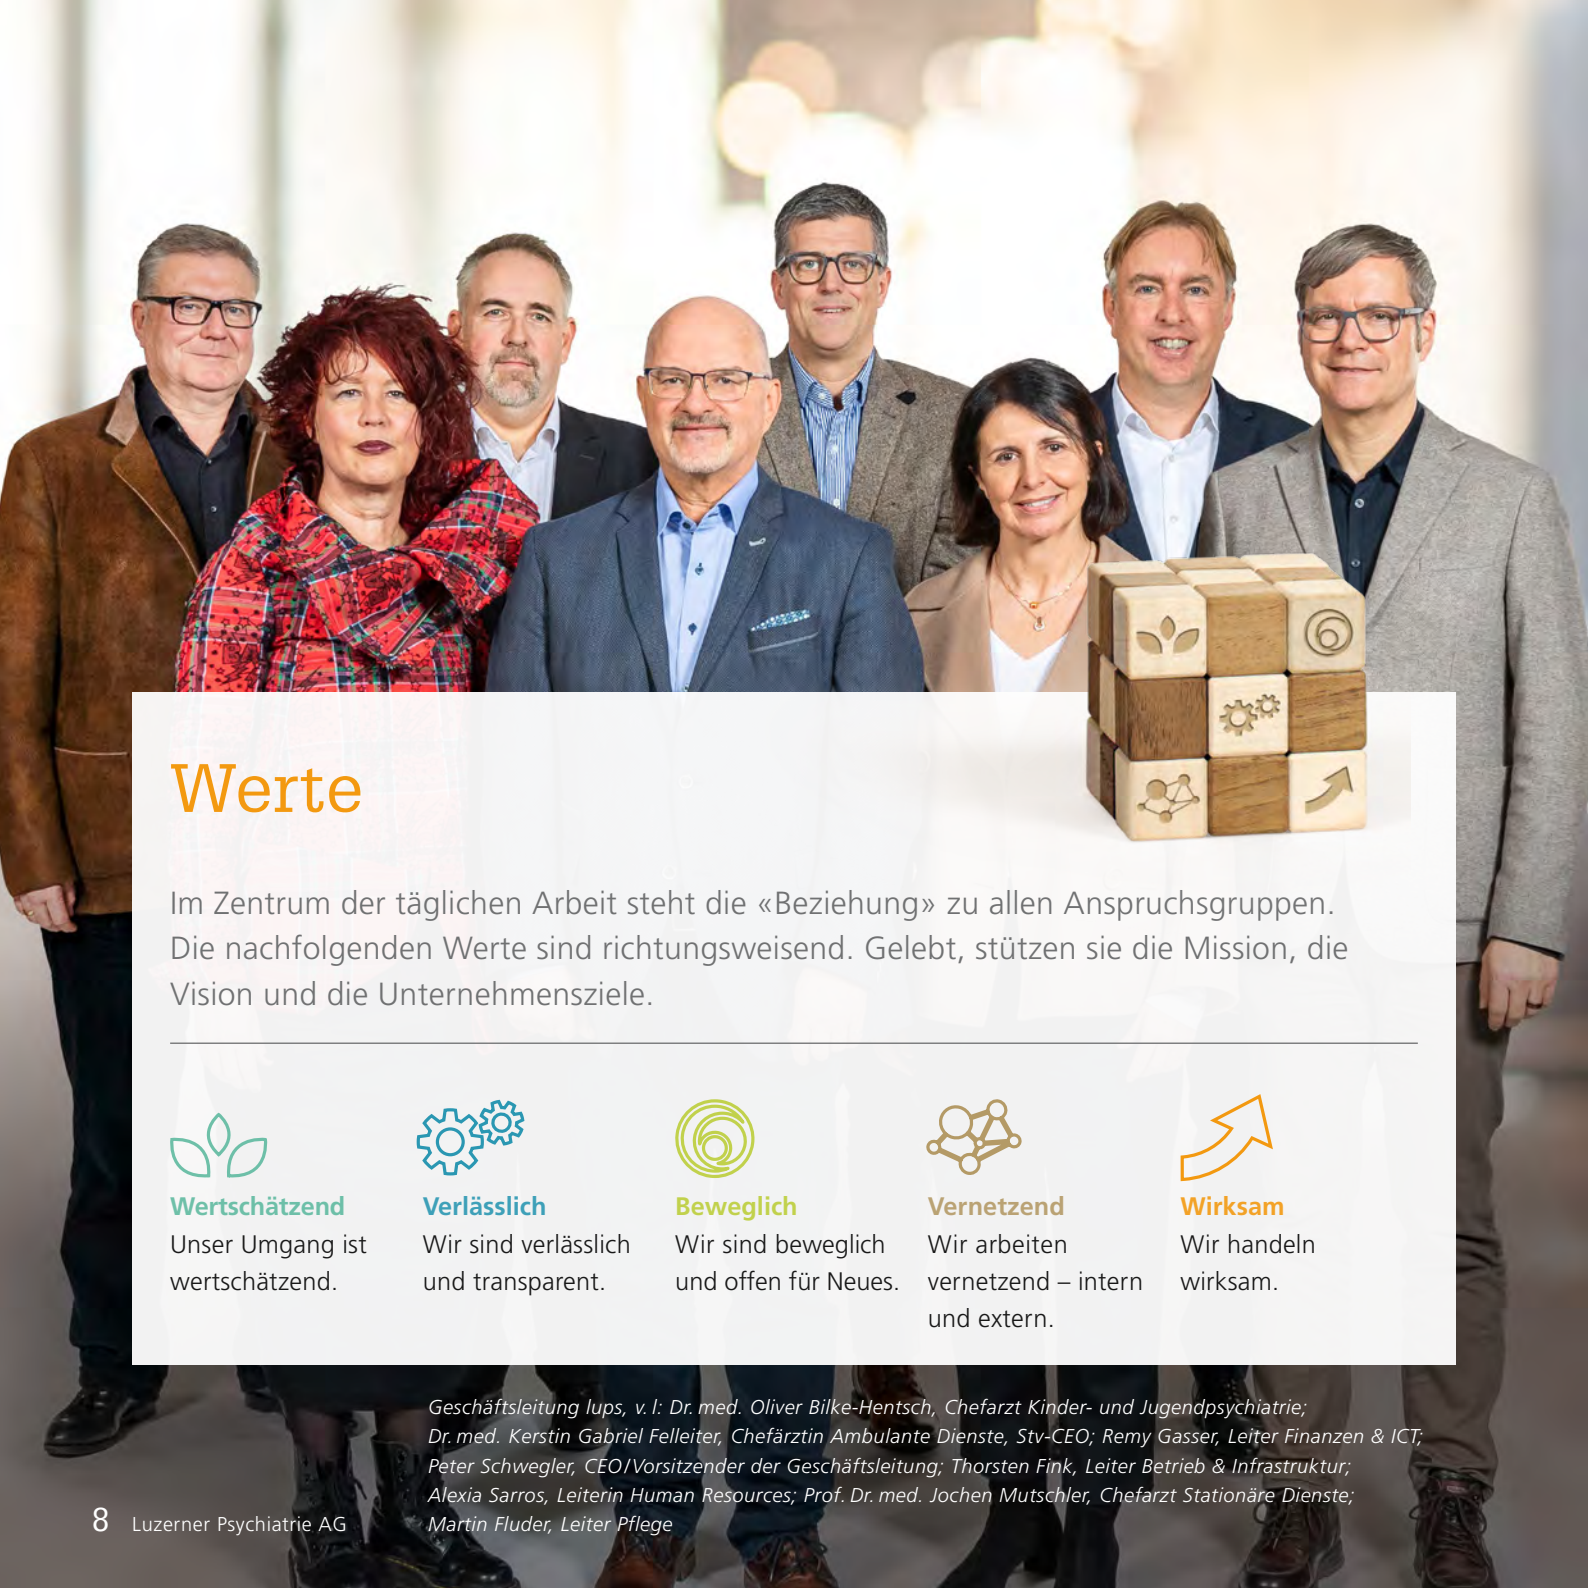 Werte
Im Zentrum der täglichen Arbeit steht die «Beziehung» zu allen Anspruchsgruppen.
Die nachfolgenden Werte sind richtungsweisend. Gelebt, stützen sie die Mission, die
Vision und die Unternehmensziele.
Wertschätzend
Unser Umgang ist
wertschätzend.
Verlässlich
Wir sind verlässlich
und transparent.
Beweglich
Wir sind beweglich
und offen für Neues.
Vernetzend
Wir arbeiten
vernetzend – intern
und extern.
Wirksam
Wir handeln
wirksam.
Geschäftsleitung lups, v. l: Dr. med. Oliver Bilke-Hentsch, Chefarzt Kinder- und Jugendpsychiatrie;
Dr. med. Kerstin Gabriel Felleiter, Chefärztin Ambulante Dienste, Stv-CEO; Remy Gasser, Leiter Finanzen & ICT;
Peter Schwegler, CEO/Vorsitzender der Geschäftsleitung; Thorsten Fink, Leiter Betrieb & Infrastruktur;
Alexia Sarros, Leiterin Human Resources; Prof. Dr. med. Jochen Mutschler, Chefarzt Stationäre Dienste;
Martin Fluder, Leiter Pflege
8 Luzerner Psychiatrie AG